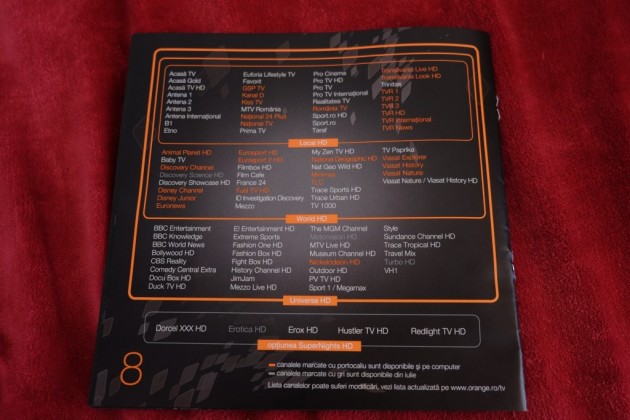 Acasă TV
Acasă Gold
Acasă TV HD
Antena 1
Antena 2
Antena 3
Antena Internațional
B1
Etno
Euforia Lifestyle TV
Favorit
GSP TV
Kanal D
Kiss TV
MTV România
Național 24 Plus
Național TV
Prima TV
Pro Cinema
Pro TV HD
Pro TV
Pro TV Internațional
Realitatea TV
România TV
Sport.ro HD
Sport.ro
Taraf
Transilvania Live HD
Transilvania Look HD
Trinitas
TVR 1
TVR 2
TVR 3
TVR HD
TVR Internațional
TVR News
Local HD
Animal Planet HD
Baby TV
Discovery Channel
Discovery Science HD
Discovery Showcase HD
Disney Channel
Disney Junior
Euronews
Eurosport HD
Eurosport 2 HD
Filmbox HD
Film Cafe
France 24
Fuel TV HD
ID Investigation Discovery
Mezzo
My Zen TV HD
National Geographic HD
Nat Geo Wild HD
Minimax
TLC
Trace Sports HD
Trace Urban HD
TV 1000
TV Paprika
Viasat Explorer
Viasat History
Viasat Nature
Viasat Nature / Viasat History HD
World HD
BBC Entertainment
BBC Knowledge
BBC World News
Bollywood HD
CBS Reality
Comedy Central Extra
Docu Box HD
Duck TV HD
E! Entertainment HD
Extreme Sports
Fashion One HD
Fashion Box HD
Fight Box HD
History Channel HD
JimJam
Mezzo Live HD
The MGM Channel
Motorvision HD
MTV Live HD
Museum Channel HD
Nickelodeon HD
Outdoor HD
PV TV HD
Sport 1 / Megamax
Style
Sundance Channel HD
Trace Tropical HD
Travel Mix
Turbo HD
VH1
Universe HD
Dorcel XXX HD Erotica HD Erox HD Hustler TV HD Redlight TV HD
opțiunea SuperNights HD
canalele marcate cu portocaliu sunt disponibile și pe computer
canalele marcate cu gri sunt disponibile din iulie
Lista canalelor poate suferi modificări, vezi lista actualizată pe www.orange.ro/tv
8